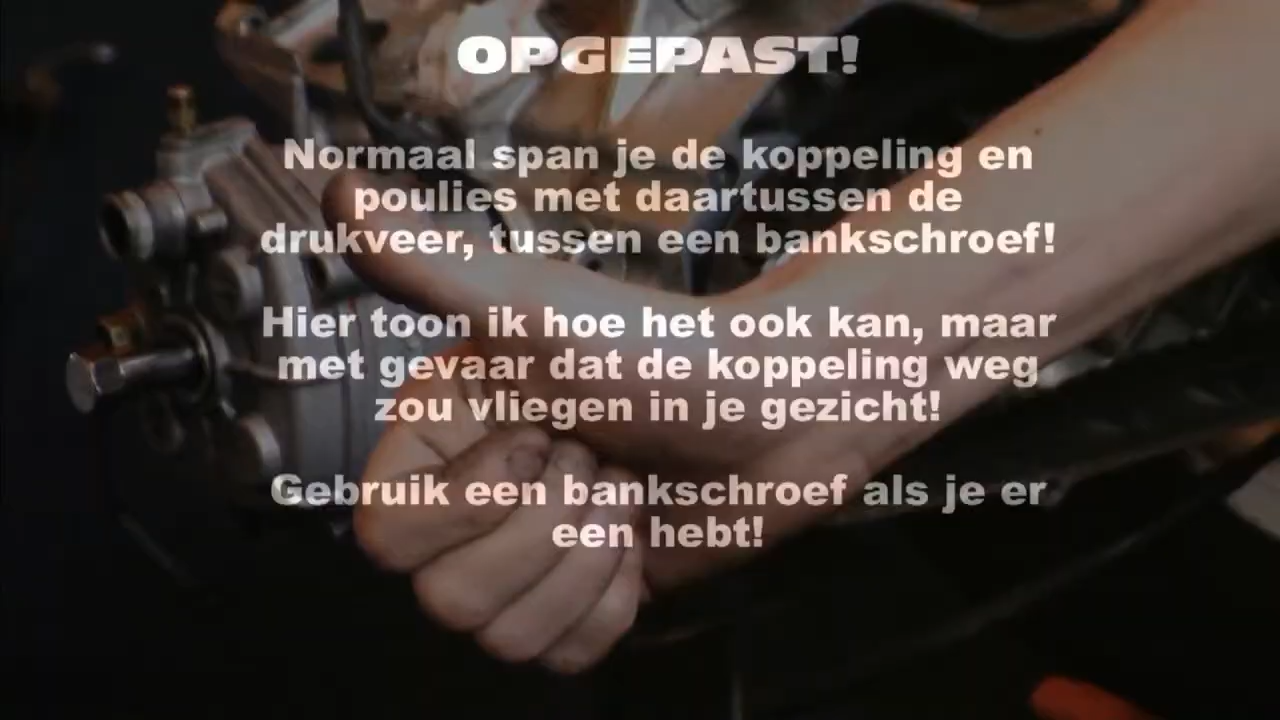 OPGEPAST!
Normaal span je de koppeling en
poulies met daartussen de
drukveer, tussen een bankschroef!
Hier toon ik hoe het ook kan, maar
met gevaar dat de koppeling weg
zou vliegen in je gezicht!
Gebruik een bankschroef als je er
een hebt!